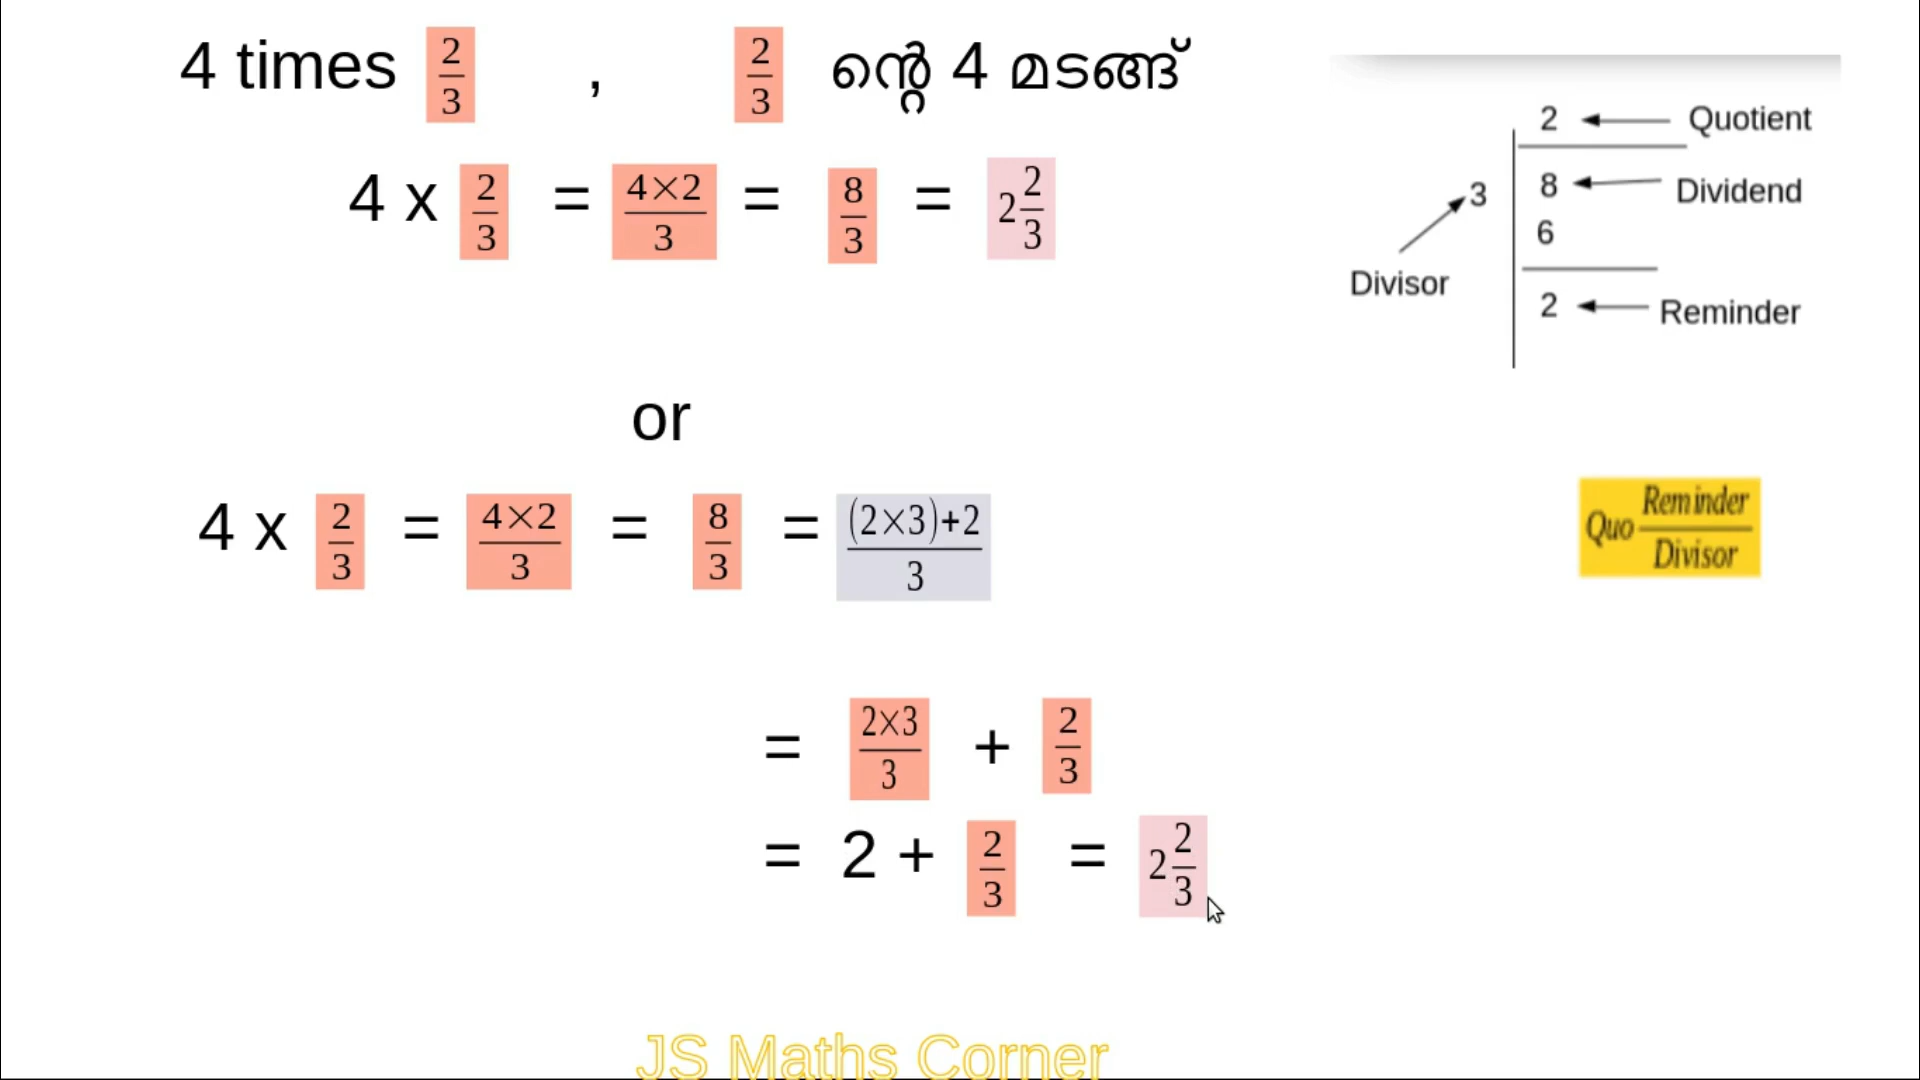 4 times 2/3 , 2/3 ന്റെ 4 മടങ്ങ്
4 x 2/3 = 4×2/3 = 8/3 = 2 2/3
2 Quotient
3 8 Dividend
6
Divisor
2 Reminder
or
4 x 2/3 = 4×2/3 = 8/3 = (2×3)+2/3
Quo Reminder/Divisor
= 2×3/3 + 2/3
= 2 + 2/3 = 2 2/3
JS Maths Corner